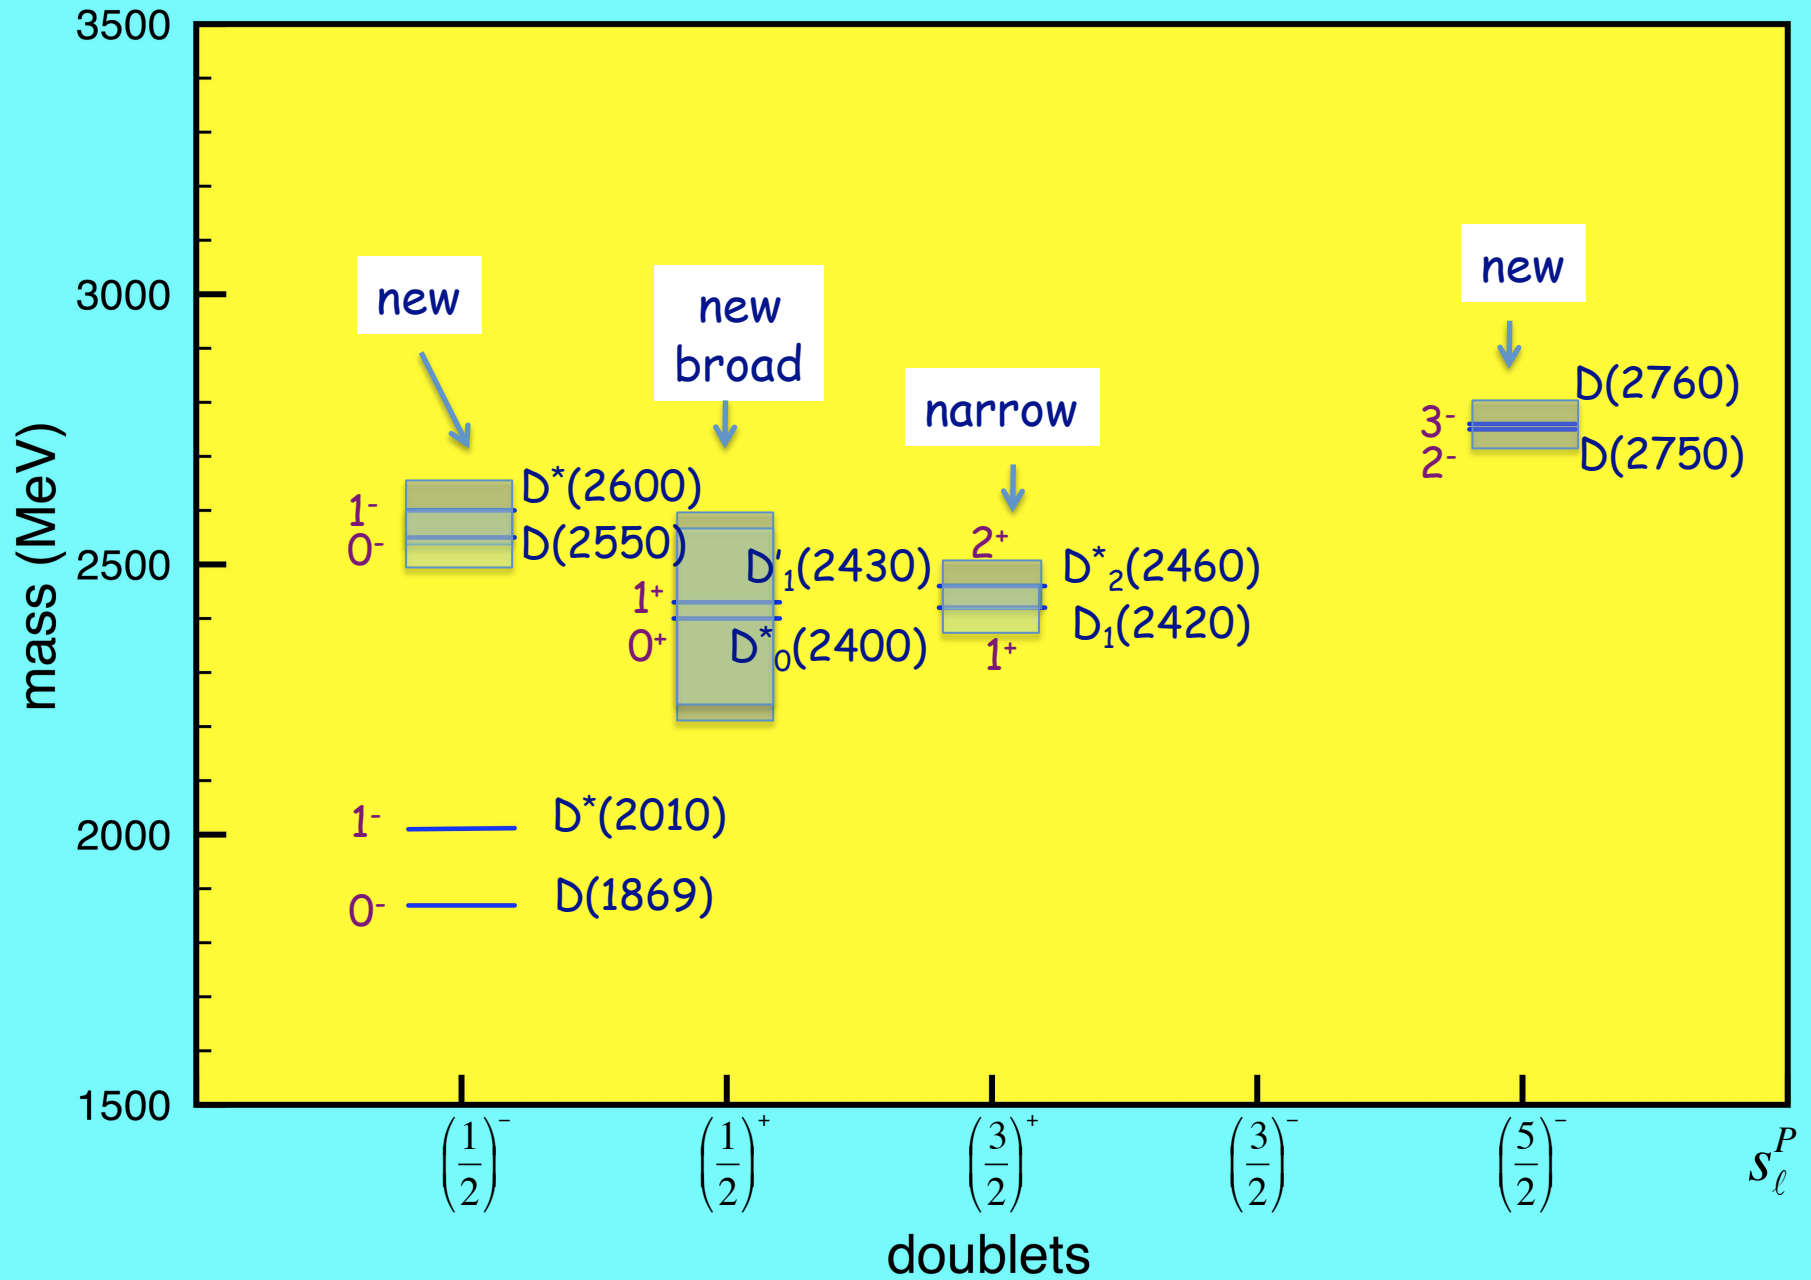 3500
3000
2500
2000
1500
mass (MeV)
new
new
broad
narrow
new
D(2760)
3-
2-
D(2750)
D*(2600)
1-
0-
D(2550)
D'1(2430)
1+
0+
D*0(2400)
2+
D*2(2460)
D1(2420)
1+
1-
D*(2010)
0-
D(1869)
(1/2)⁻
(1/2)⁺
(3/2)⁺
(3/2)⁻
(5/2)⁻
sℓᴾ
doublets